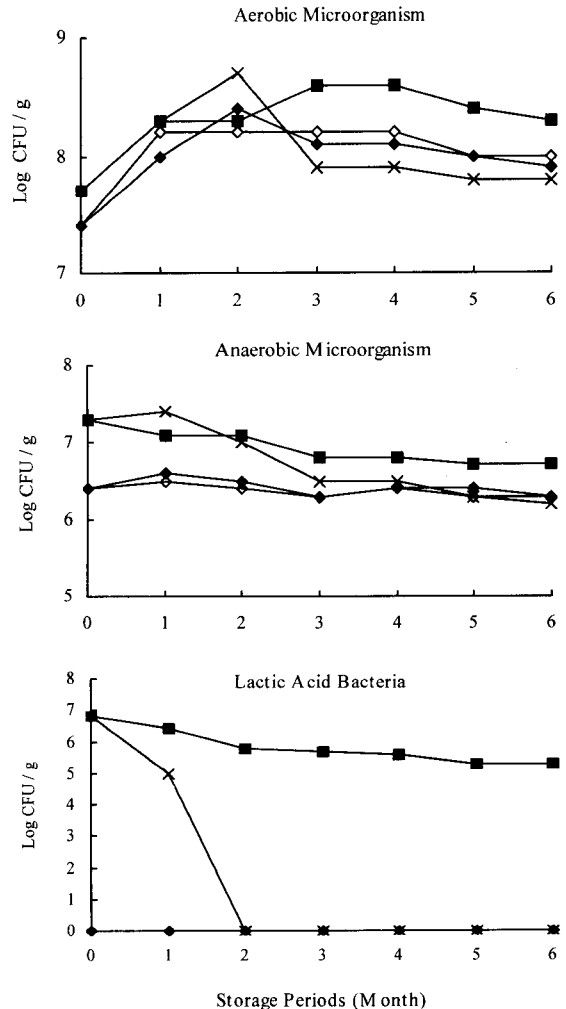 Aerobic Microorganism
9
8
7
Log CFU / g
0 1 2 3 4 5 6
Anaerobic Microorganism
8
7
6
5
Log CFU / g
0 1 2 3 4 5 6
Lactic Acid Bacteria
8
7
6
5
4
3
2
1
0
Log CFU / g
0 1 2 3 4 5 6
Storage Periods (Month)